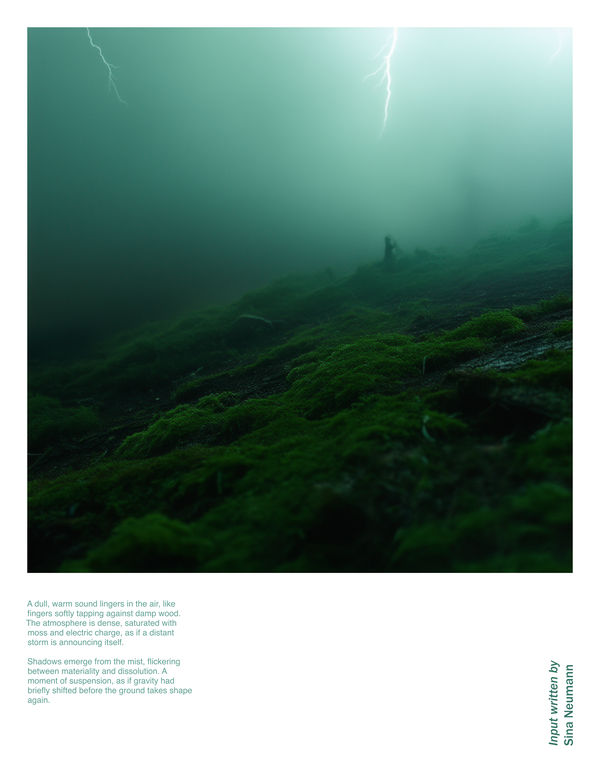 A dull, warm sound lingers in the air, like
fingers softly tapping against damp wood.
The atmosphere is dense, saturated with
moss and electric charge, as if a distant
storm is announcing itself.
Shadows emerge from the mist, flickering
between materiality and dissolution. A
moment of suspension, as if gravity had
briefly shifted before the ground takes shape
again.
Input written by
Sina Neumann